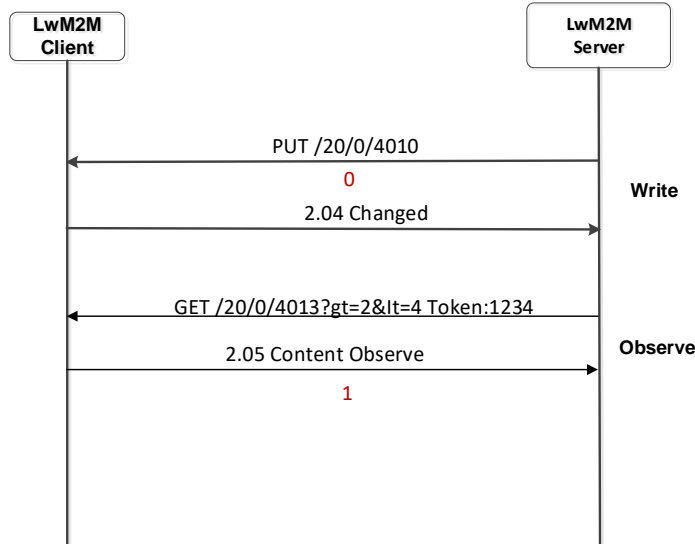 LwM2M
Client
LwM2M
Server
PUT /20/0/4010
0
Write
2.04 Changed
GET /20/0/4013?gt=2&lt=4 Token:1234
Observe
2.05 Content Observe
1